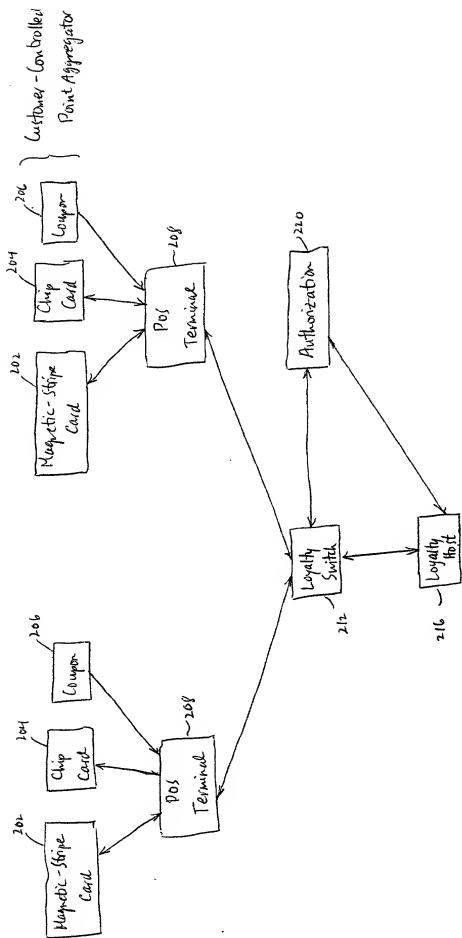 Customer-Controlled
Point Aggregator
202
Magnetic-Stripe
Card
204
Chip
Card
206
Coupon
208
POS
Terminal
202
Magnetic-Stripe
Card
204
Chip
Card
206
Coupon
208
POS
Terminal
212
Loyalty
Switch
220
Authorization
216
Loyalty
Host